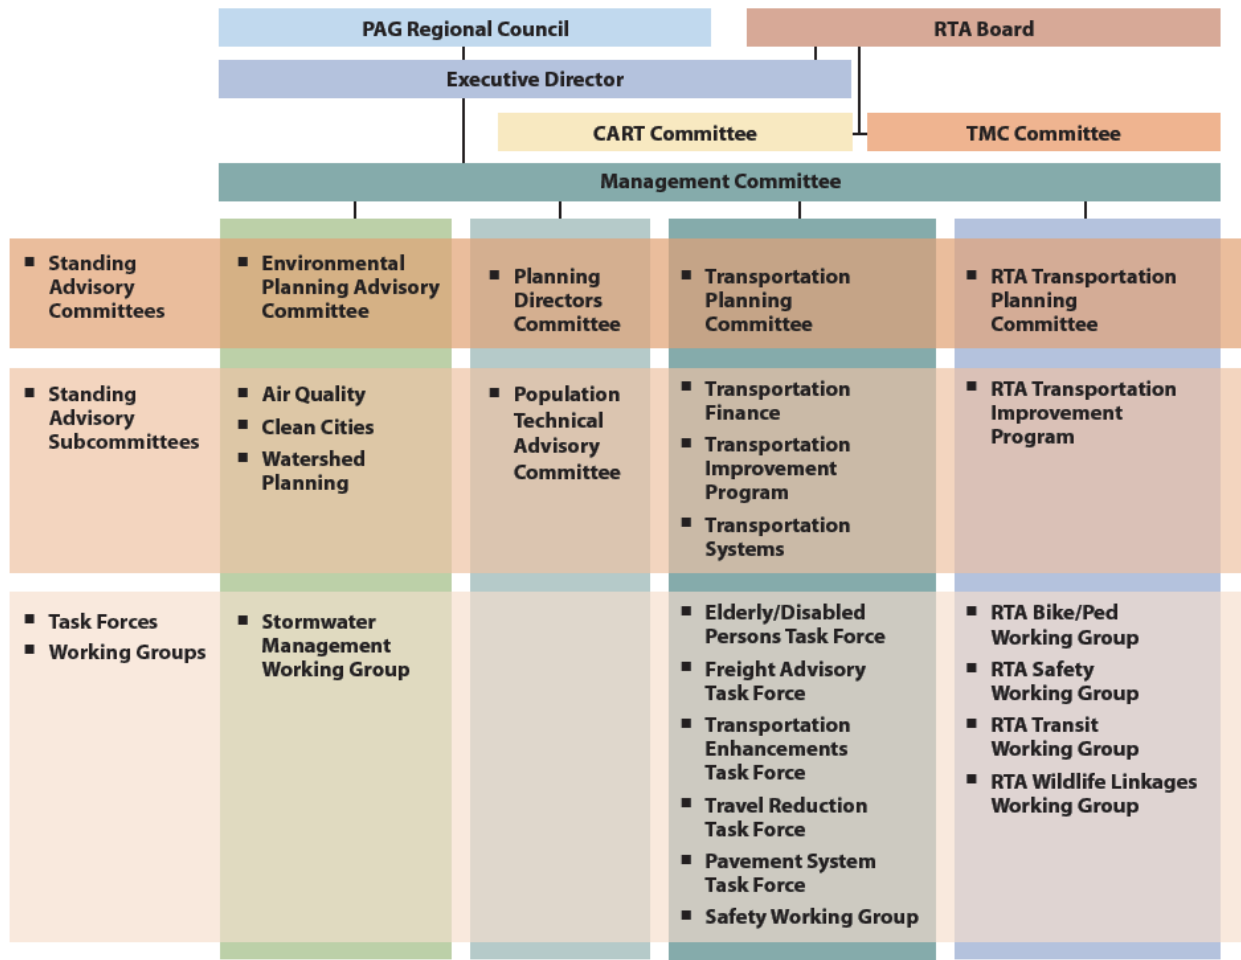 PAG Regional Council
RTA Board
Executive Director
CART Committee
TMC Committee
Management Committee
▪ Standing
Advisory
Committees
▪ Environmental
Planning Advisory
Committee
▪ Planning
Directors
Committee
▪ Transportation
Planning
Committee
▪ RTA Transportation
Planning
Committee
▪ Standing
Advisory
Subcommittees
▪ Air Quality
▪ Clean Cities
▪ Watershed
Planning
▪ Population
Technical
Advisory
Committee
▪ Transportation
Finance
▪ Transportation
Improvement
Program
▪ Transportation
Systems
▪ RTA Transportation
Improvement
Program
▪ Task Forces
▪ Working Groups
▪ Stormwater
Management
Working Group
▪ Elderly/Disabled
Persons Task Force
▪ Freight Advisory
Task Force
▪ Transportation
Enhancements
Task Force
▪ Travel Reduction
Task Force
▪ Pavement System
Task Force
▪ Safety Working Group
▪ RTA Bike/Ped
Working Group
▪ RTA Safety
Working Group
▪ RTA Transit
Working Group
▪ RTA Wildlife Linkages
Working Group